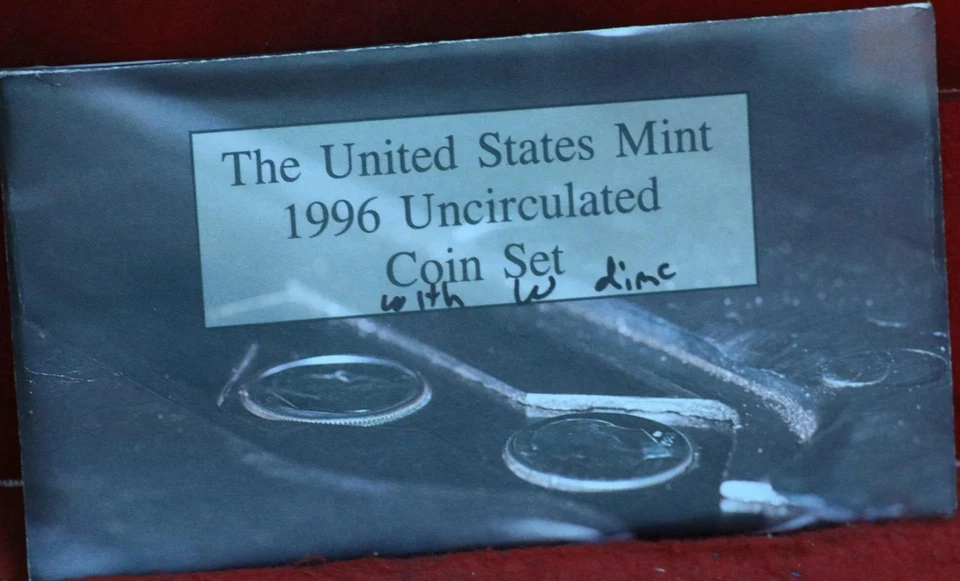 The United States Mint
1996 Uncirculated
Coin Set
with W dime